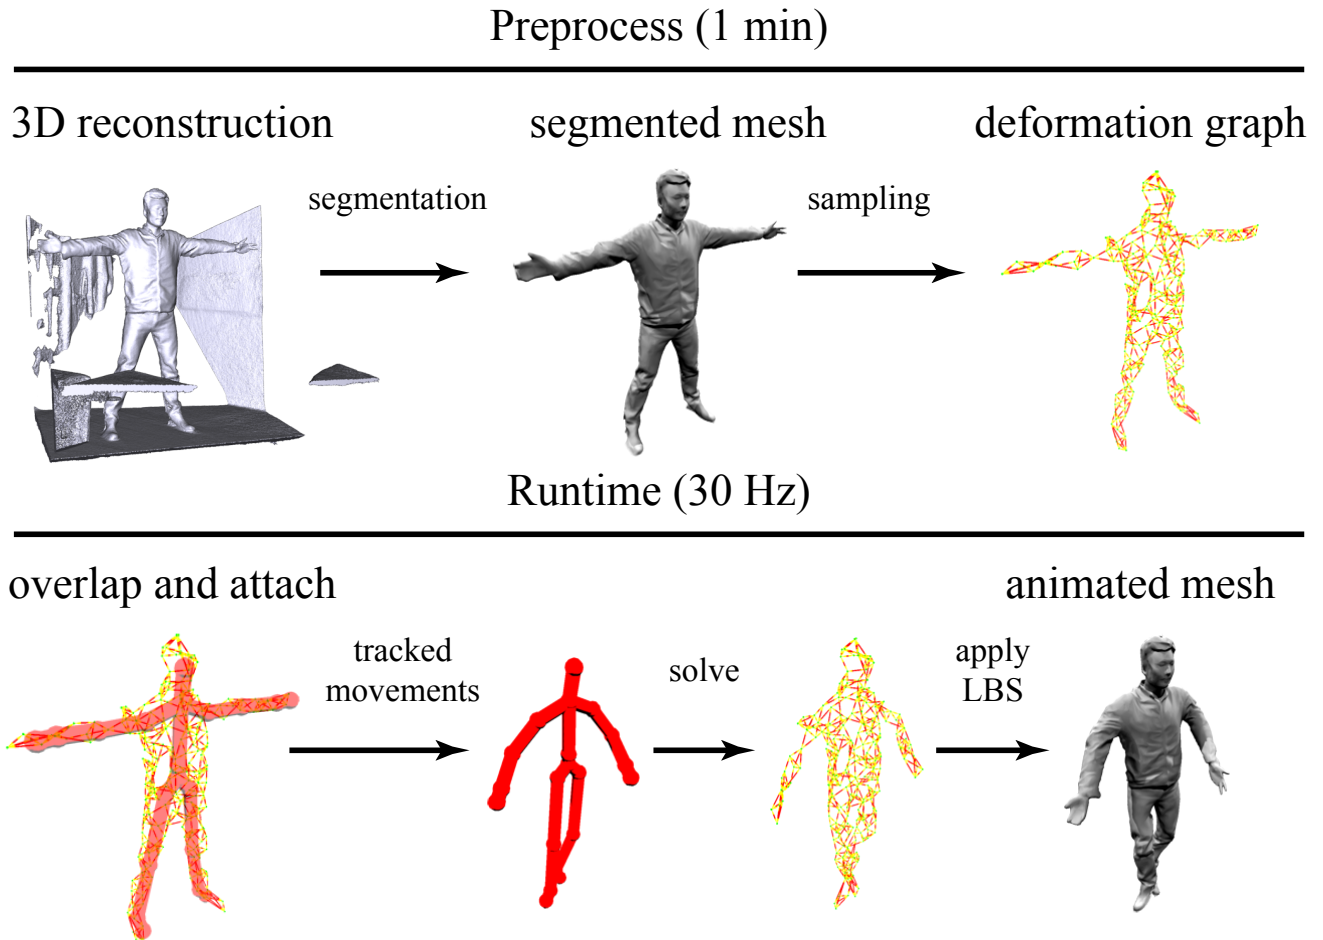 Preprocess (1 min)
3D reconstruction
segmented mesh
deformation graph
segmentation
sampling
Runtime (30 Hz)
overlap and attach
animated mesh
tracked
movements
solve
apply
LBS